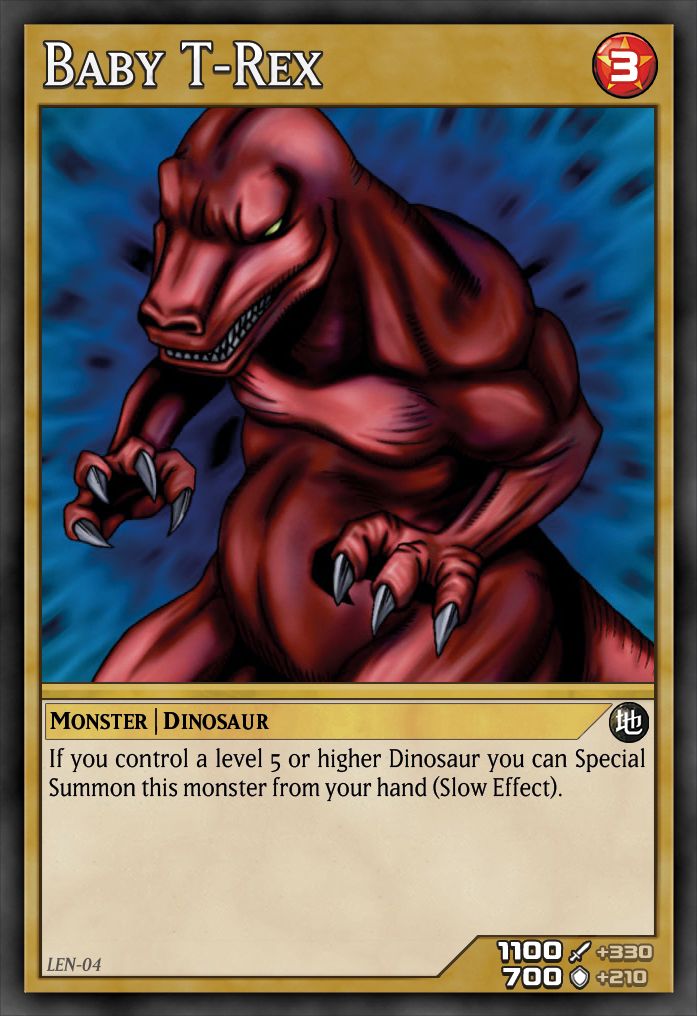 Baby T-Rex
3
Monster | Dinosaur
If you control a level 5 or higher Dinosaur you can Special
Summon this monster from your hand (Slow Effect).
LEN-04
1100 +330
700 +210